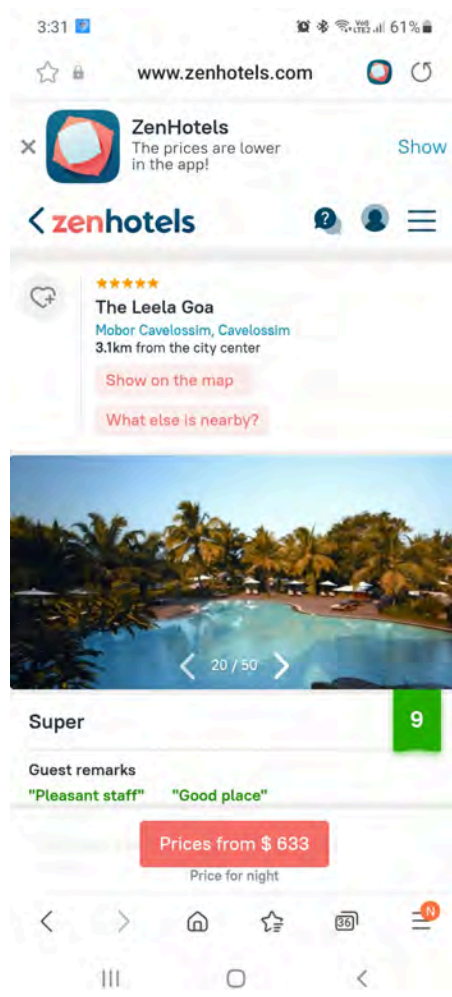 3:31 61%
www.zenhotels.com
ZenHotels
The prices are lower
in the app!
Show
zenhotels
The Leela Goa
Mobor Cavelossim, Cavelossim
3.1km from the city center
Show on the map
What else is nearby?
20 / 50
Super 9
Guest remarks
"Pleasant staff" "Good place"
Prices from $ 633
Price for night
36 N